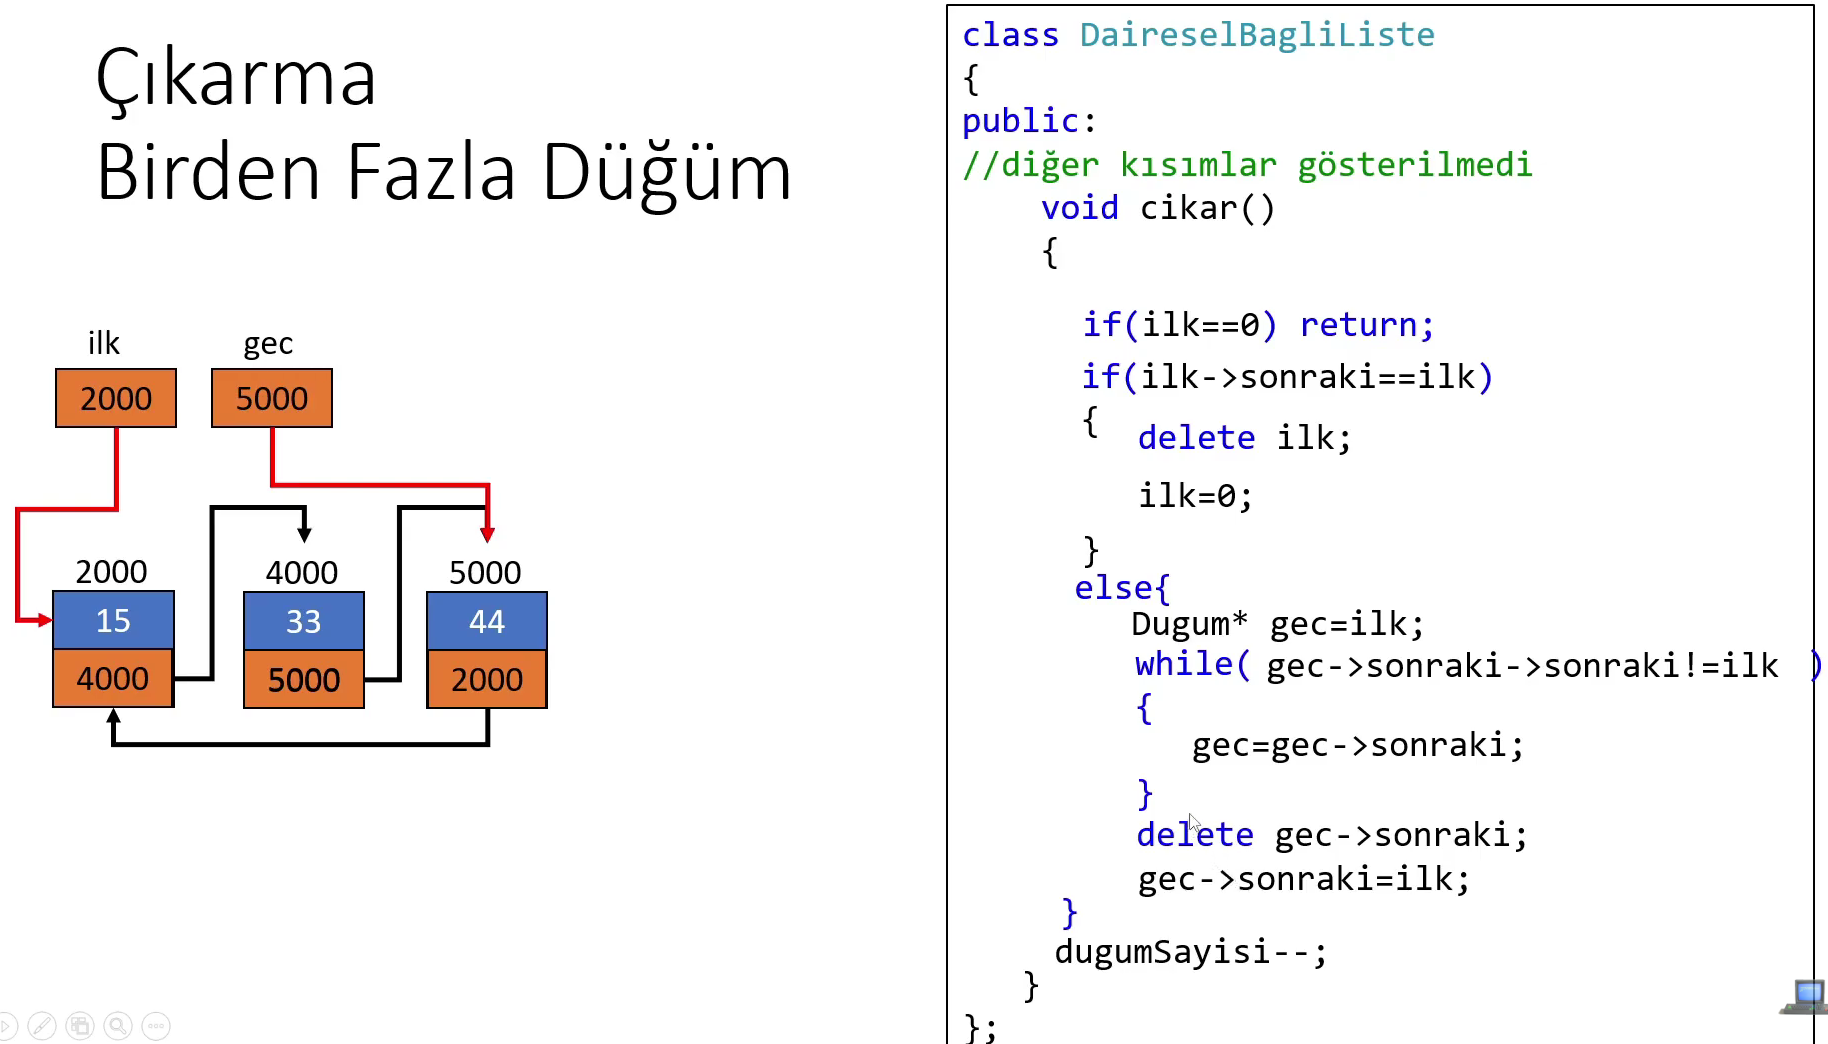 Çıkarma
Birden Fazla Düğüm
ilk gec
2000 5000
2000 4000 5000
15 33 44
4000 5000 2000
class DaireselBagliListe
{
public:
//diğer kısımlar gösterilmedi
void cikar()
{
if(ilk==0) return;
if(ilk->sonraki==ilk)
{
delete ilk;
ilk=0;
}
else{
Dugum* gec=ilk;
while( gec->sonraki->sonraki!=ilk )
{
gec=gec->sonraki;
}
delete gec->sonraki;
gec->sonraki=ilk;
}
dugumSayisi--;
}
};